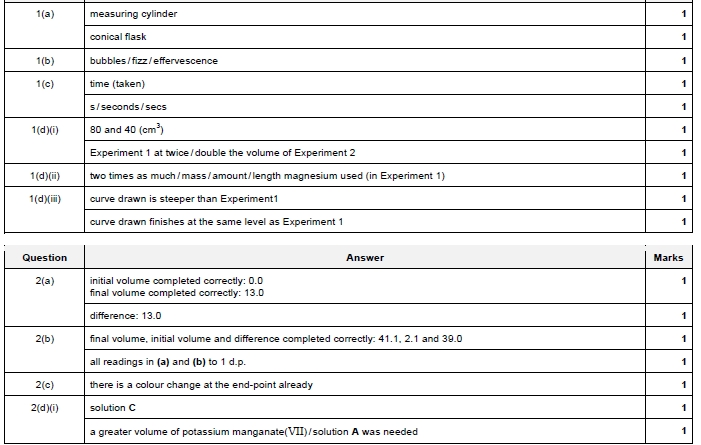 1(a) measuring cylinder 1
conical flask 1
1(b) bubbles/fizz/effervescence 1
1(c) time (taken) 1
s/seconds/secs 1
1(d)(i) 80 and 40 (cm³) 1
Experiment 1 at twice/double the volume of Experiment 2 1
1(d)(ii) two times as much/mass/amount/length magnesium used (in Experiment 1) 1
1(d)(iii) curve drawn is steeper than Experiment1 1
curve drawn finishes at the same level as Experiment 1 1
Question Answer Marks
2(a) initial volume completed correctly: 0.0 1
final volume completed correctly: 13.0
difference: 13.0 1
2(b) final volume, initial volume and difference completed correctly: 41.1, 2.1 and 39.0 1
all readings in (a) and (b) to 1 d.p. 1
2(c) there is a colour change at the end-point already 1
2(d)(i) solution C 1
a greater volume of potassium manganate(VII)/solution A was needed 1